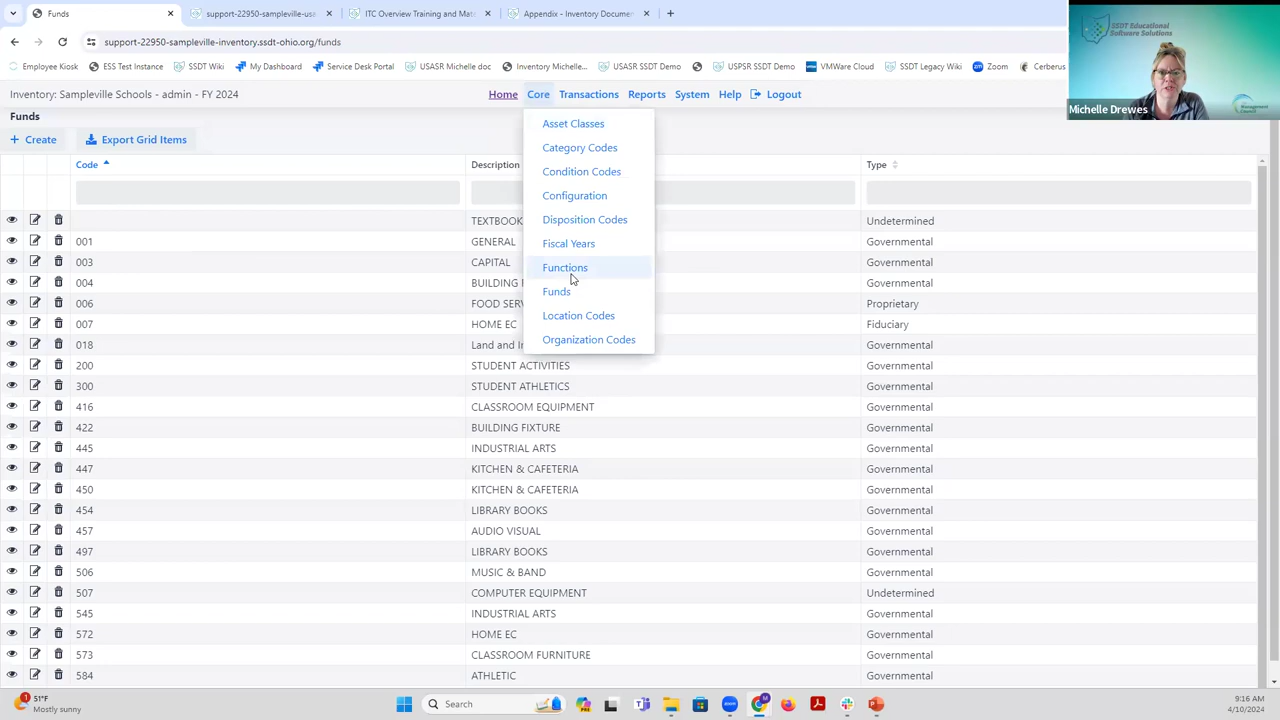 Funds
support-22950-sampleville-use
ITC Overview Training and Mate
Appendix - Inventory Documen
support-22950-sampleville-inventory.ssdt-ohio.org/funds
Employee Kiosk
ESS Test Instance
SSDT Wiki
My Dashboard
Service Desk Portal
USASR Michelle doc
Inventory Michelle...
USASR SSDT Demo
USPSR SSDT Demo
VMWare Cloud
SSDT Legacy Wiki
Zoom
Cerberus
SSDT Educational
Software Solutions
Michelle Drewes
Inventory: Sampleville Schools - admin - FY 2024
Home
Core
Transactions
Reports
System
Help
Logout
Funds
Create
Export Grid Items
Asset Classes
Category Codes
Condition Codes
Configuration
Disposition Codes
Fiscal Years
Functions
Funds
Location Codes
Organization Codes
Code
Description
Type
TEXTBOOK Undetermined
001 GENERAL Governmental
003 CAPITAL Governmental
004 BUILDING Governmental
006 FOOD SERV Proprietary
007 HOME EC Fiduciary
018 Land and Governmental
200 STUDENT ACTIVITIES Governmental
300 STUDENT ATHLETICS Governmental
416 CLASSROOM EQUIPMENT Governmental
422 BUILDING FIXTURE Governmental
445 INDUSTRIAL ARTS Governmental
447 KITCHEN & CAFETERIA Governmental
450 KITCHEN & CAFETERIA Governmental
454 LIBRARY BOOKS Governmental
457 AUDIO VISUAL Governmental
497 LIBRARY BOOKS Governmental
506 MUSIC & BAND Governmental
507 COMPUTER EQUIPMENT Undetermined
545 INDUSTRIAL ARTS Governmental
572 HOME EC Governmental
573 CLASSROOM FURNITURE Governmental
584 ATHLETIC Governmental
1
51°F
Mostly sunny
Search
9:16 AM
4/10/2024